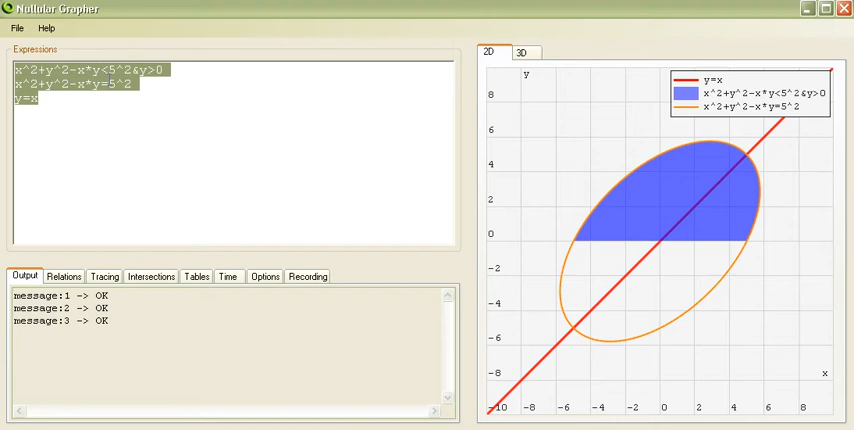 Nullular Grapher
File Help
Expressions
x^2+y^2-x*y<5^2&y>0
x^2+y^2-x*y=5^2
y=x
Output Relations Tracing Intersections Tables Time Options Recording
message:1 -> OK
message:2 -> OK
message:3 -> OK
2D 3D
y
y=x
x^2+y^2-x*y<5^2&y>0
x^2+y^2-x*y=5^2
8
6
4
2
0
-2
-4
-6
-8
x
-10 -8 -6 -4 -2 0 2 4 6 8